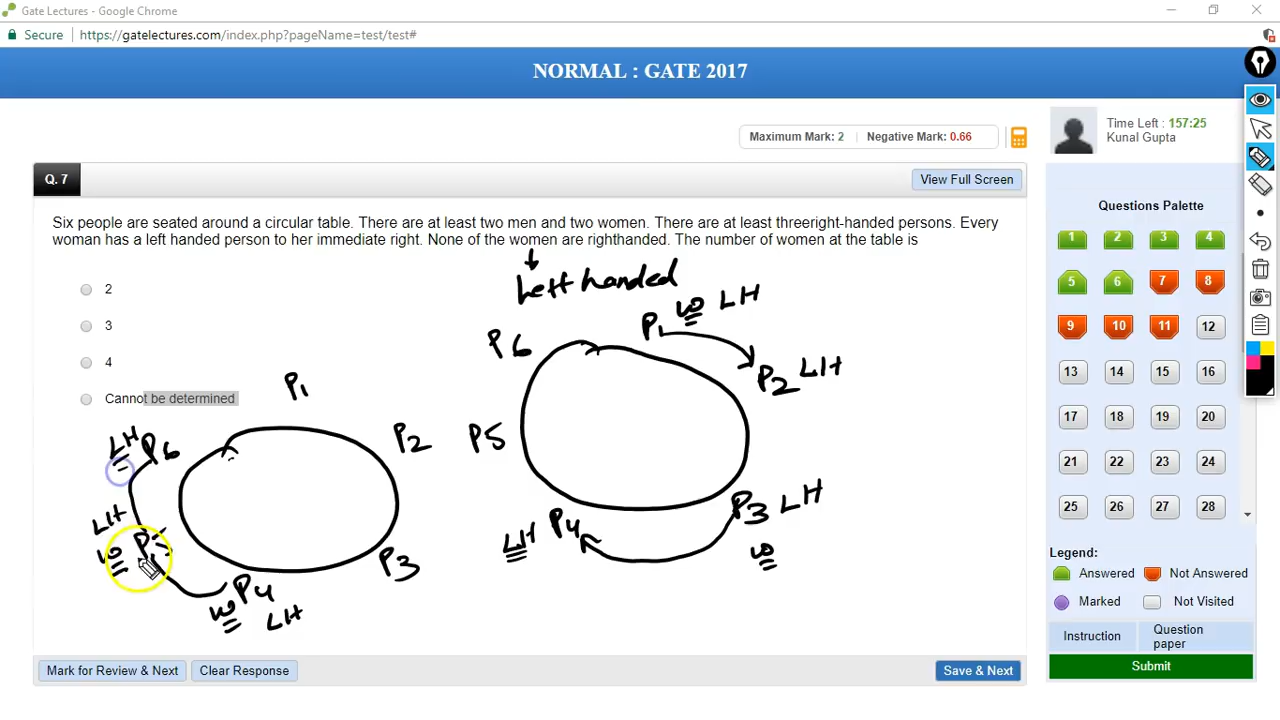 Gate Lectures - Google Chrome
Secure | https://gatelectures.com/index.php?pageName=test/test#
NORMAL : GATE 2017
Maximum Mark: 2 | Negative Mark: 0.66
Time Left : 157:25
Kunal Gupta
Q. 7
View Full Screen
Six people are seated around a circular table. There are at least two men and two women. There are at least threeright-handed persons. Every
woman has a left handed person to her immediate right. None of the women are righthanded. The number of women at the table is
Left handed
2
3
4
Cannot be determined
P1 W LH
P2 LH
P3 LH
W
LH P4
P5
P6
P1
P2
P3
W P4
LH
LH
W P5
LH P6
Questions Palette
1 2 3 4
5 6 7 8
9 10 11 12
13 14 15 16
17 18 19 20
21 22 23 24
25 26 27 28
Legend:
Answered Not Answered
Marked Not Visited
Instruction
Question
paper
Submit
Mark for Review & Next Clear Response Save & Next